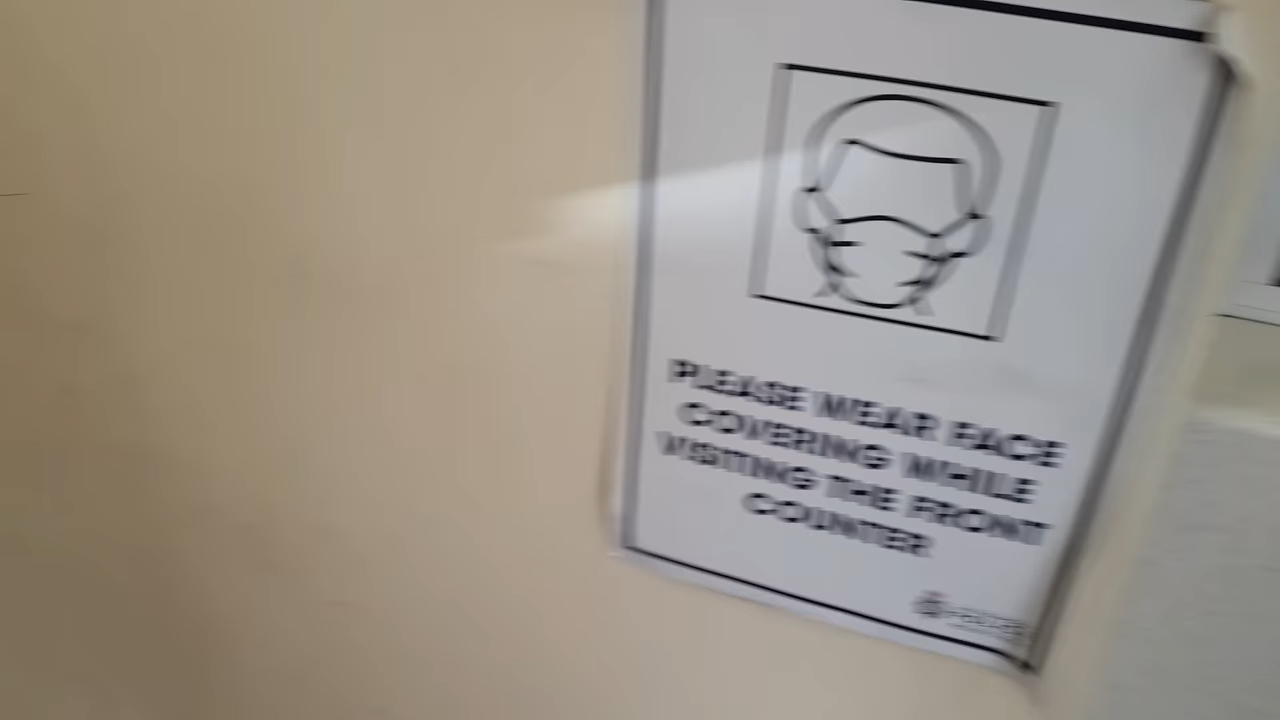 PLEASE WEAR FACE
COVERING WHILE
VISITING THE FRONT
COUNTER